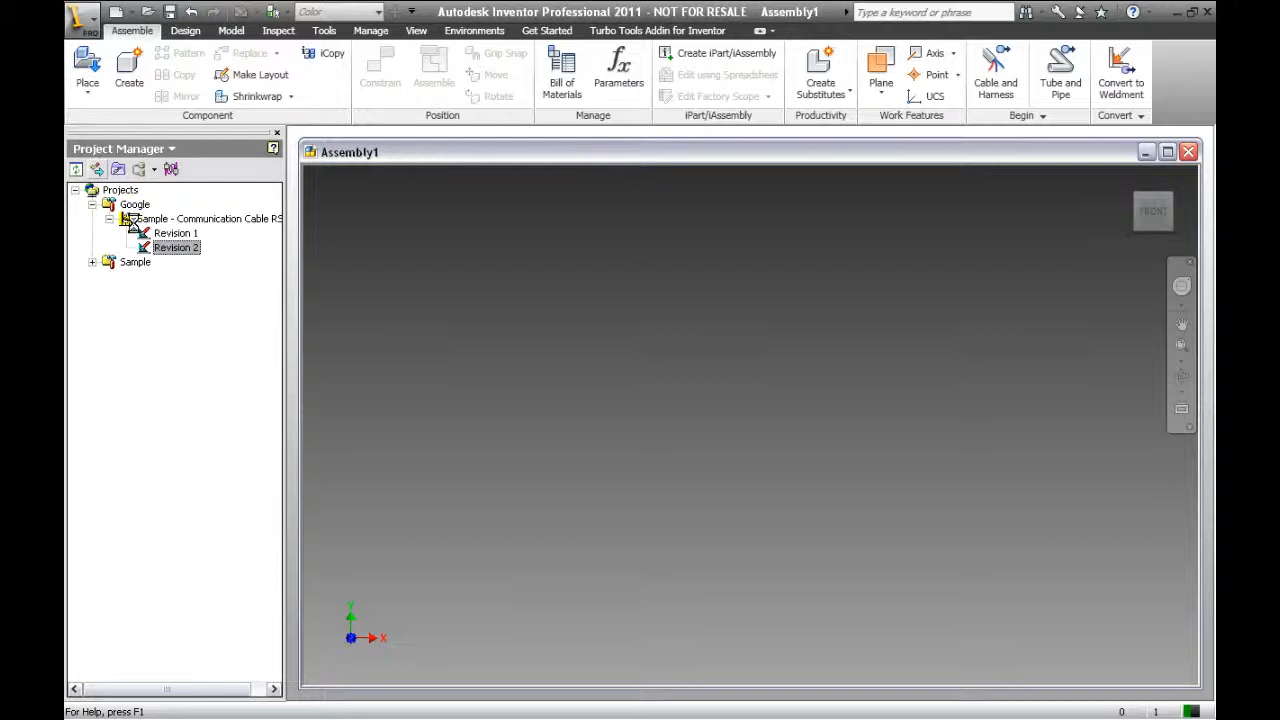 PRO
Color
Autodesk Inventor Professional 2011 - NOT FOR RESALE Assembly1
Type a keyword or phrase
Assemble Design Model Inspect Tools Manage View Environments Get Started Turbo Tools Addin for Inventor
Place
Create
Pattern
Copy
Mirror
Replace
Make Layout
Shrinkwrap
iCopy
Component
Constrain
Assemble
Grip Snap
Move
Rotate
Position
Bill of
Materials
Parameters
Manage
Create iPart/iAssembly
Edit using Spreadsheet
Edit Factory Scope
iPart/iAssembly
Create
Substitutes
Productivity
Plane
Axis
Point
UCS
Work Features
Cable and
Harness
Tube and
Pipe
Begin
Convert to
Weldment
Convert
Project Manager
Projects
Google
Sample - Communication Cable RS
Revision 1
Revision 2
Sample
Assembly1
FRONT
Y
X
For Help, press F1
0 1